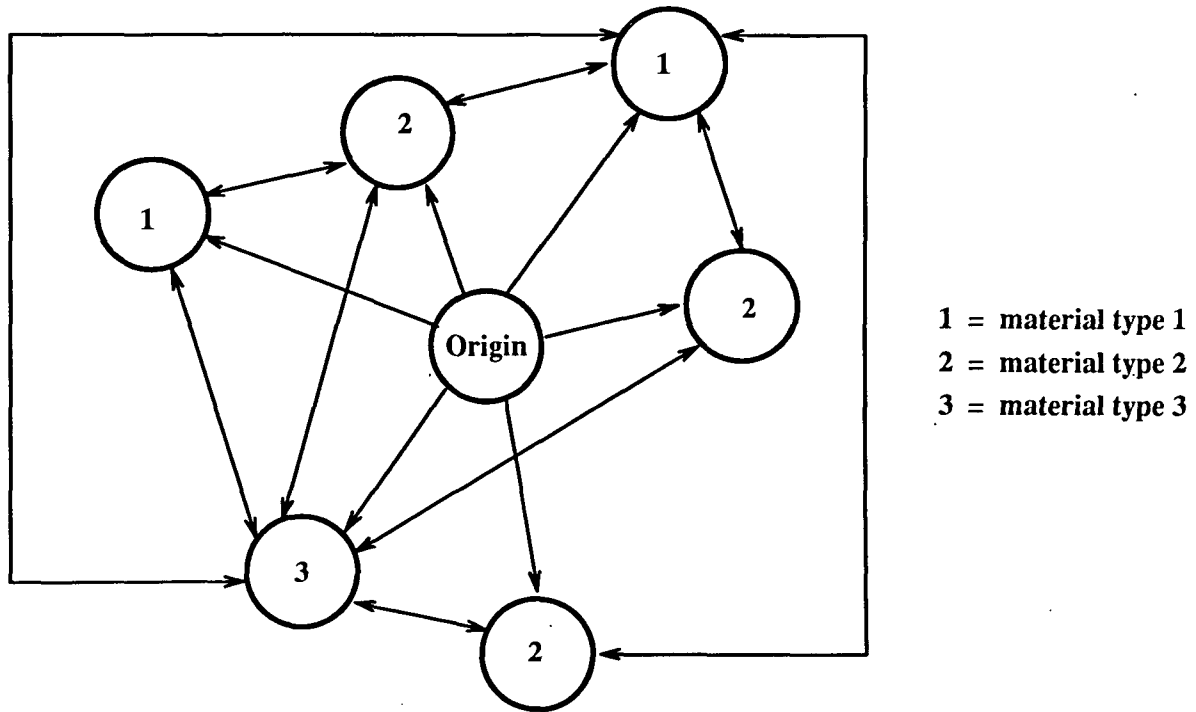 1
2
1
2
Origin
3
2
1 = material type 1
2 = material type 2
3 = material type 3